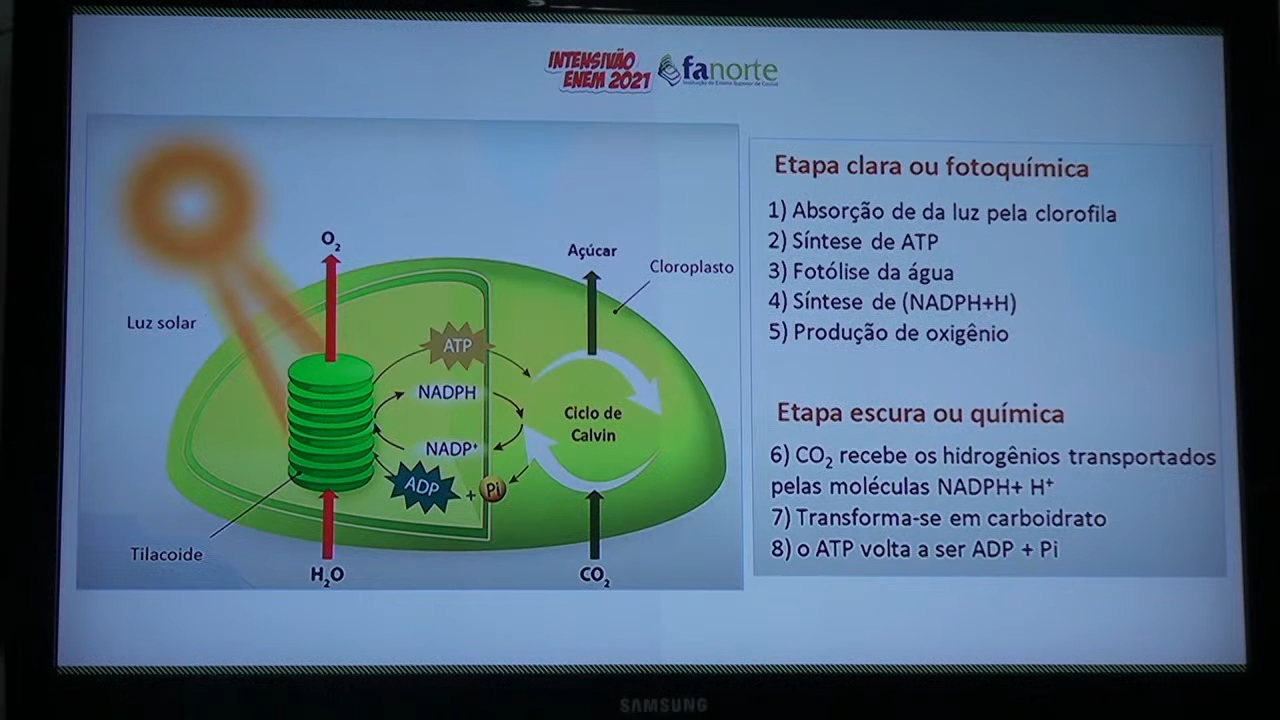 INTENSIVÃO
ENEM 2021
fanorte
Etapa clara ou fotoquímica
1) Absorção de da luz pela clorofila
2) Síntese de ATP
3) Fotólise da água
4) Síntese de (NADPH+H)
5) Produção de oxigênio
Etapa escura ou química
6) CO₂ recebe os hidrogênios transportados
pelas moléculas NADPH+ H⁺
7) Transforma-se em carboidrato
8) o ATP volta a ser ADP + Pi
O₂
Açúcar
Cloroplasto
Luz solar
ATP
NADPH
Ciclo de
Calvin
NADP⁺
ADP
+ Pi
Tilacoide
H₂O
CO₂
SAMSUNG